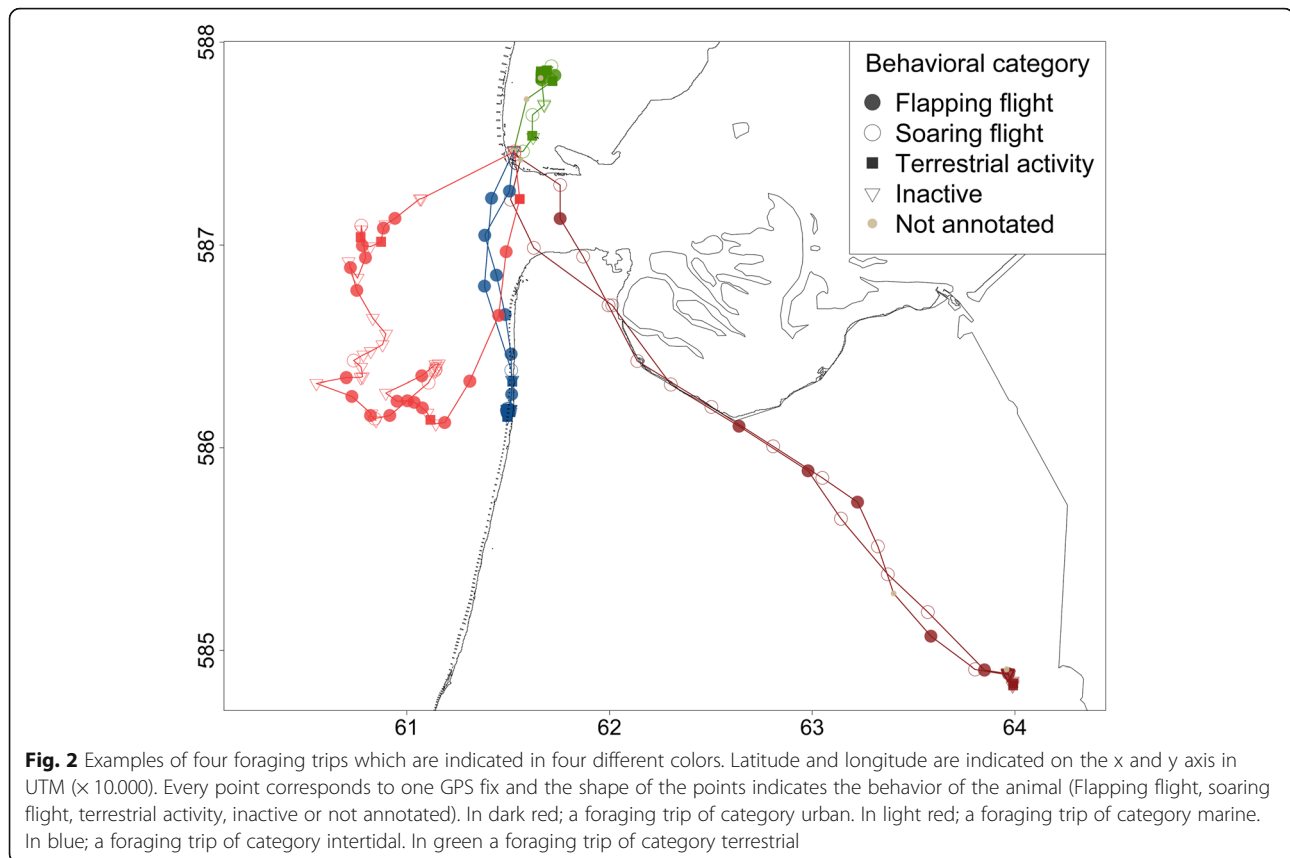 588
587
586
585
61
62
63
64
Behavioral category
Flapping flight
Soaring flight
Terrestrial activity
Inactive
Not annotated
Fig. 2 Examples of four foraging trips which are indicated in four different colors. Latitude and longitude are indicated on the x and y axis in
UTM (× 10.000). Every point corresponds to one GPS fix and the shape of the points indicates the behavior of the animal (Flapping flight, soaring
flight, terrestrial activity, inactive or not annotated). In dark red; a foraging trip of category urban. In light red; a foraging trip of category marine.
In blue; a foraging trip of category intertidal. In green a foraging trip of category terrestrial